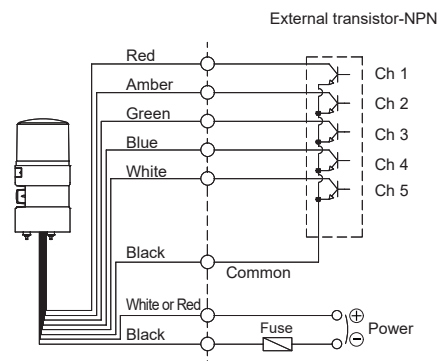 External transistor-NPN
Red
Ch 1
Amber
Ch 2
Green
Ch 3
Blue
Ch 4
White
Ch 5
Black
Common
White or Red
⊕
Fuse
Power
Black
⊖